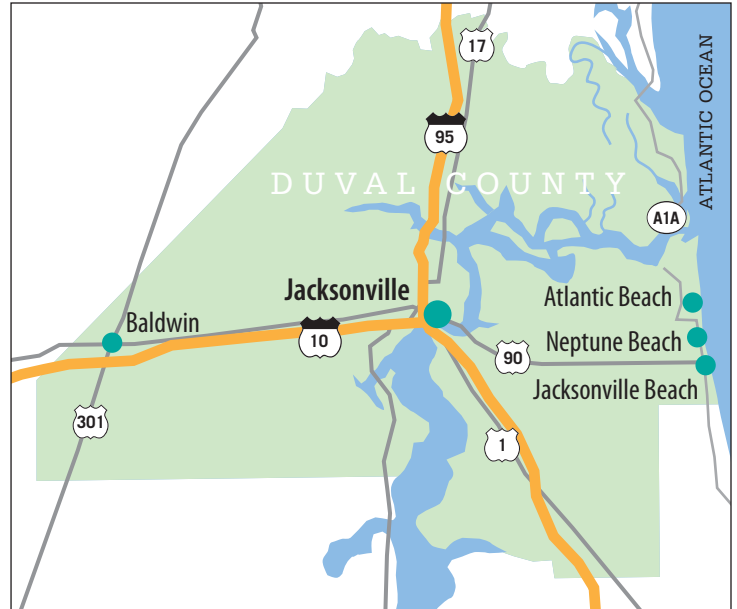 17
ATLANTIC OCEAN
95
DUVAL COUNTY
A1A
Jacksonville
Atlantic Beach
Baldwin
10
Neptune Beach
90
Jacksonville Beach
301
1